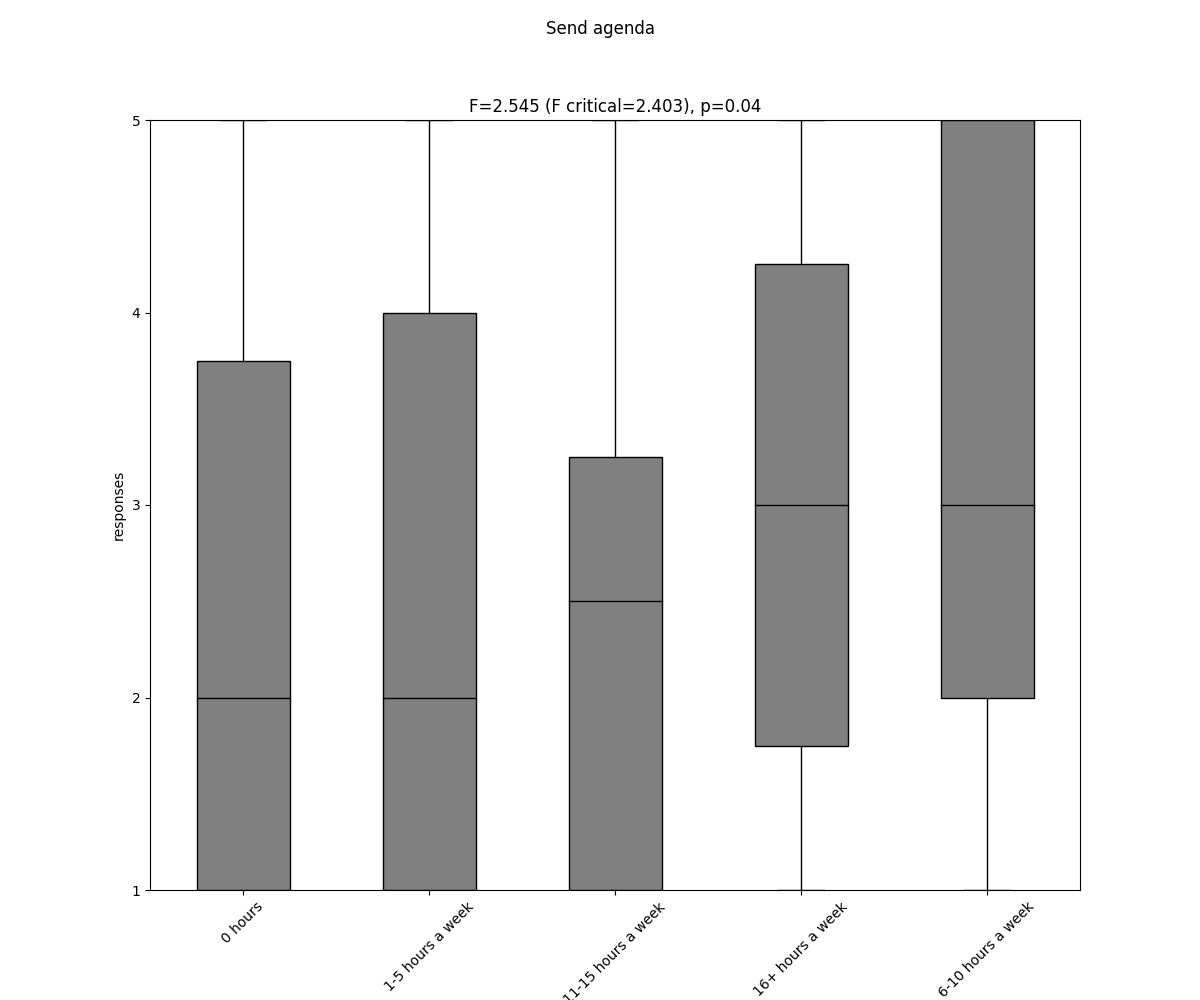 Send agenda
F=2.545 (F critical=2.403), p=0.04
5
4
3
2
1
responses
0 hours
1-5 hours a week
11-15 hours a week
16+ hours a week
6-10 hours a week